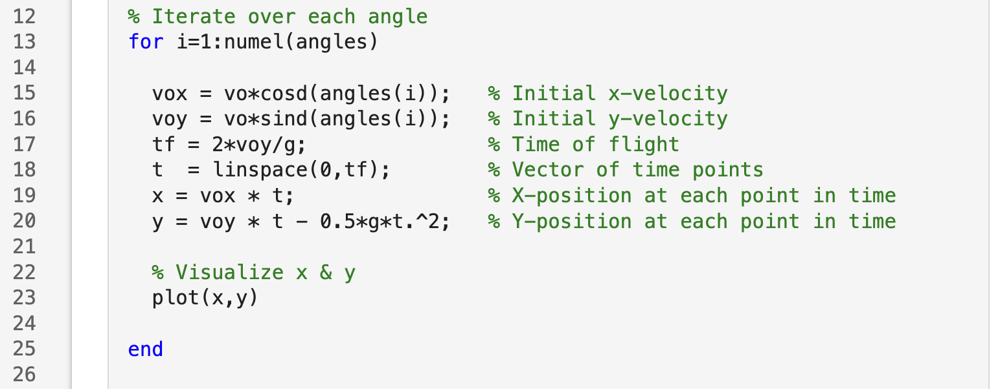 12 % Iterate over each angle
13 for i=1:numel(angles)
14
15 vox = vo*cosd(angles(i)); % Initial x-velocity
16 voy = vo*sind(angles(i)); % Initial y-velocity
17 tf = 2*voy/g; % Time of flight
18 t  = linspace(0,tf); % Vector of time points
19 x = vox * t; % X-position at each point in time
20 y = voy * t - 0.5*g*t.^2; % Y-position at each point in time
21
22 % Visualize x & y
23 plot(x,y)
24
25 end
26